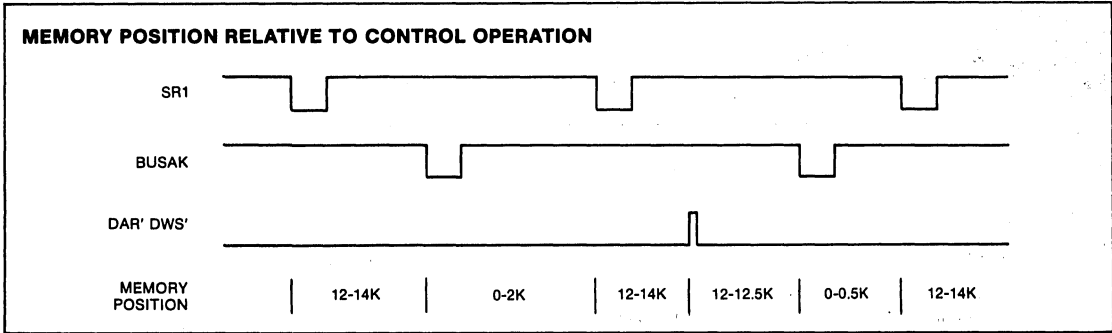 MEMORY POSITION RELATIVE TO CONTROL OPERATION
SR1
BUSAK
DAR' DWS'
MEMORY
POSITION
12-14K
0-2K
12-14K
12-12.5K
0-0.5K
12-14K